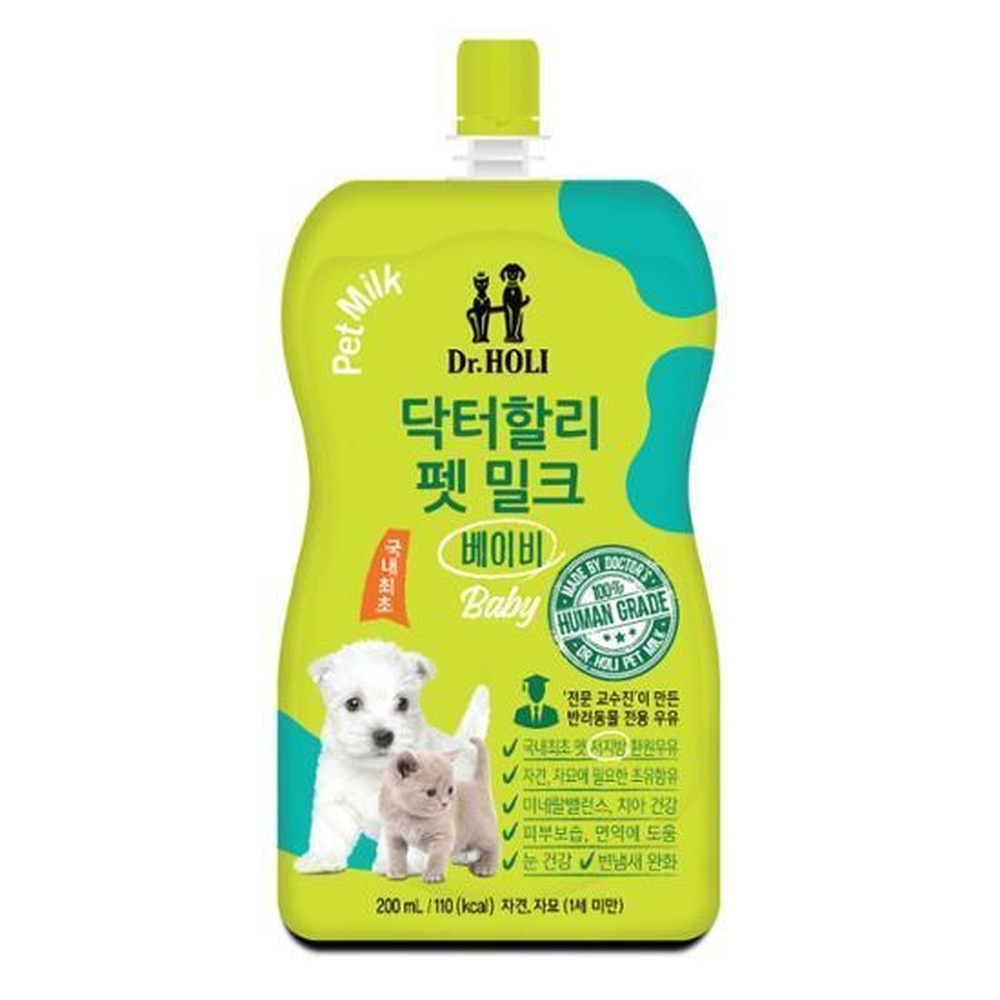 Pet Milk
Dr.HOLI
닥터할리
펫 밀크
베이비
Baby
국내최초
MADE BY DOCTOR'S
100%
HUMAN GRADE
DR. HOLI PET MILK
'전문 교수진'이 만든
반려동물 전용 우유
국내최초 펫 저지방 환원우유
자견, 자묘에 필요한 초유함유
미네랄밸런스, 치아 건강
피부보습, 면역에 도움
눈 건강 변냄새 완화
200 mL / 110 (kcal) 자견, 자묘 (1세 미만)